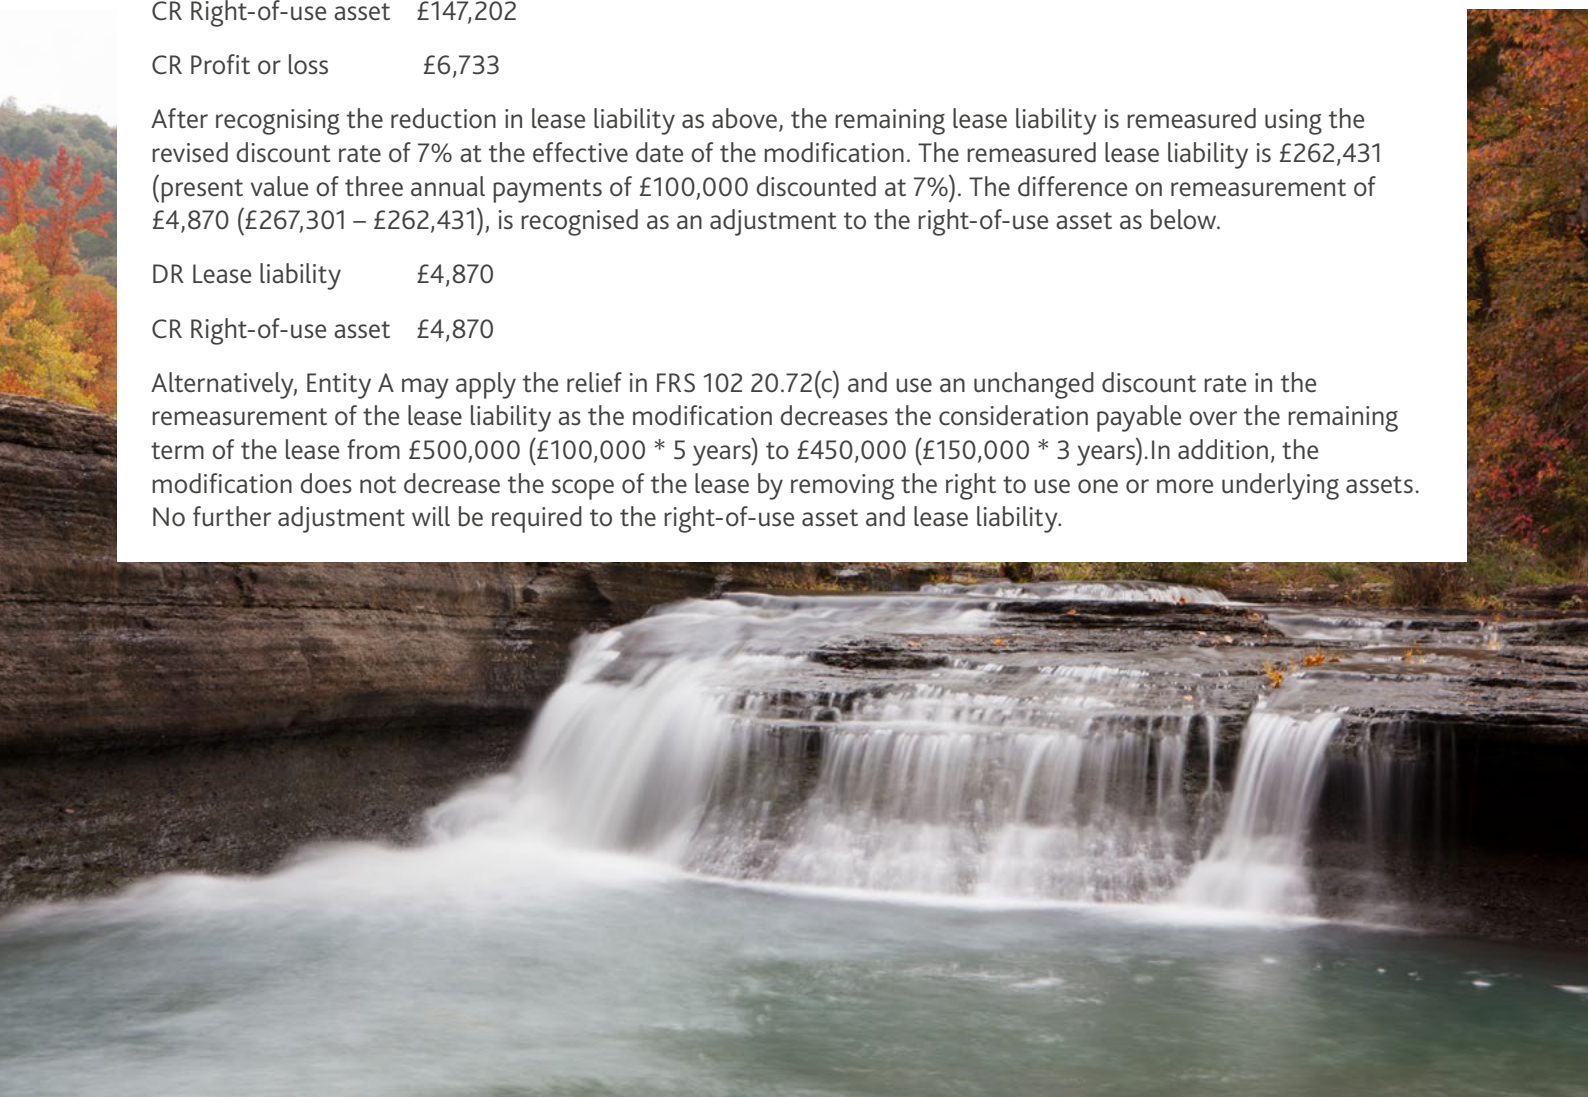 CR Right-of-use asset £147,202
CR Profit or loss £6,733
After recognising the reduction in lease liability as above, the remaining lease liability is remeasured using the
revised discount rate of 7% at the effective date of the modification. The remeasured lease liability is £262,431
(present value of three annual payments of £100,000 discounted at 7%). The difference on remeasurement of
£4,870 (£267,301 – £262,431), is recognised as an adjustment to the right-of-use asset as below.
DR Lease liability £4,870
CR Right-of-use asset £4,870
Alternatively, Entity A may apply the relief in FRS 102 20.72(c) and use an unchanged discount rate in the
remeasurement of the lease liability as the modification decreases the consideration payable over the remaining
term of the lease from £500,000 (£100,000 * 5 years) to £450,000 (£150,000 * 3 years).In addition, the
modification does not decrease the scope of the lease by removing the right to use one or more underlying assets.
No further adjustment will be required to the right-of-use asset and lease liability.